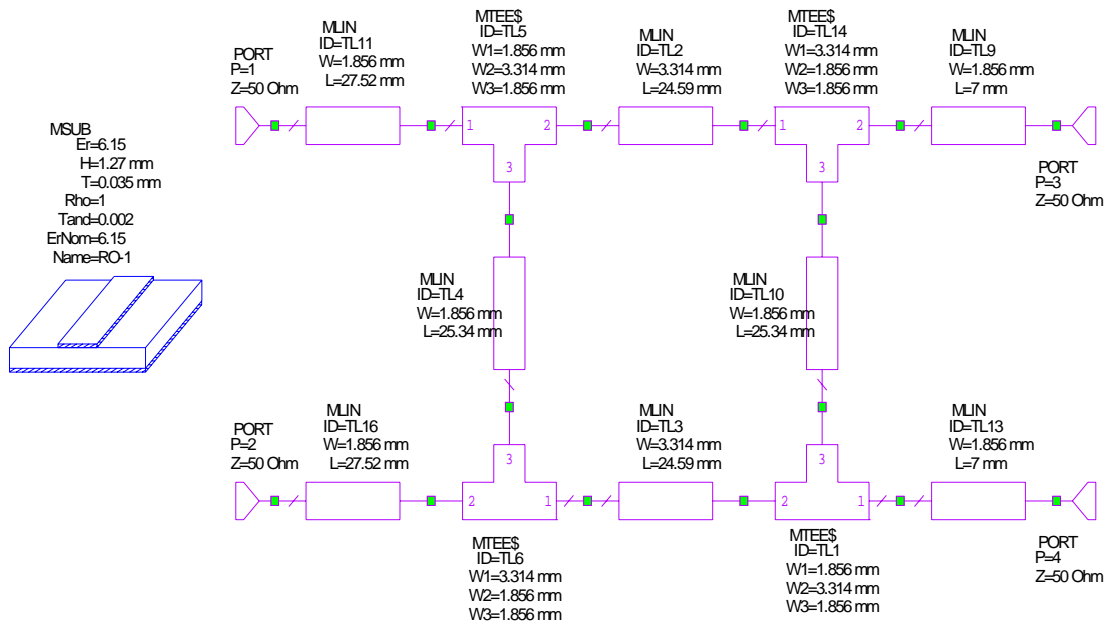 MLIN
ID=TL11
W=1.856 mm
L=27.52 mm
MTEE$
ID=TL5
W1=1.856 mm
W2=3.314 mm
W3=1.856 mm
MLIN
ID=TL2
W=3.314 mm
L=24.59 mm
MTEE$
ID=TL14
W1=3.314 mm
W2=1.856 mm
W3=1.856 mm
MLIN
ID=TL9
W=1.856 mm
L=7 mm
PORT
P=1
Z=50 Ohm
1
2
3
1
2
3
PORT
P=3
Z=50 Ohm
MSUB
Er=6.15
H=1.27 mm
T=0.035 mm
Rho=1
Tand=0.002
ErNom=6.15
Name=RO-1
MLIN
ID=TL4
W=1.856 mm
L=25.34 mm
MLIN
ID=TL10
W=1.856 mm
L=25.34 mm
PORT
P=2
Z=50 Ohm
MLIN
ID=TL16
W=1.856 mm
L=27.52 mm
3
2
1
MLIN
ID=TL3
W=3.314 mm
L=24.59 mm
3
2
1
MLIN
ID=TL13
W=1.856 mm
L=7 mm
PORT
P=4
Z=50 Ohm
MTEE$
ID=TL6
W1=3.314 mm
W2=1.856 mm
W3=1.856 mm
MTEE$
ID=TL1
W1=1.856 mm
W2=3.314 mm
W3=1.856 mm